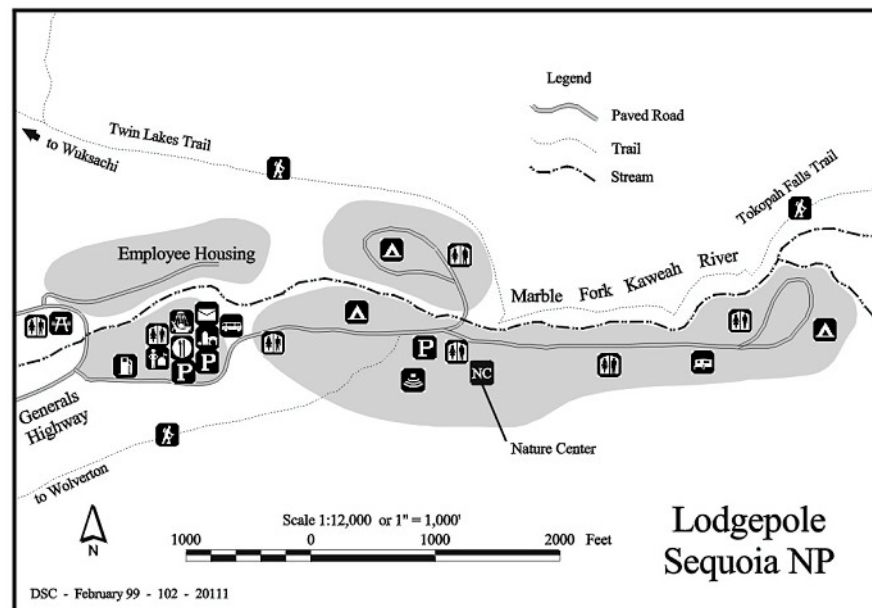 Legend
Paved Road
Trail
Stream
Twin Lakes Trail
to Wuksachi
Tokopah Falls Trail
Employee Housing
Marble Fork Kaweah River
P
P
P
NC
Generals
Highway
Nature Center
to Wolverton
N
Scale 1:12,000 or 1" = 1,000'
1000 0 1000 2000 Feet
Lodgepole
Sequoia NP
DSC - February 99 - 102 - 20111